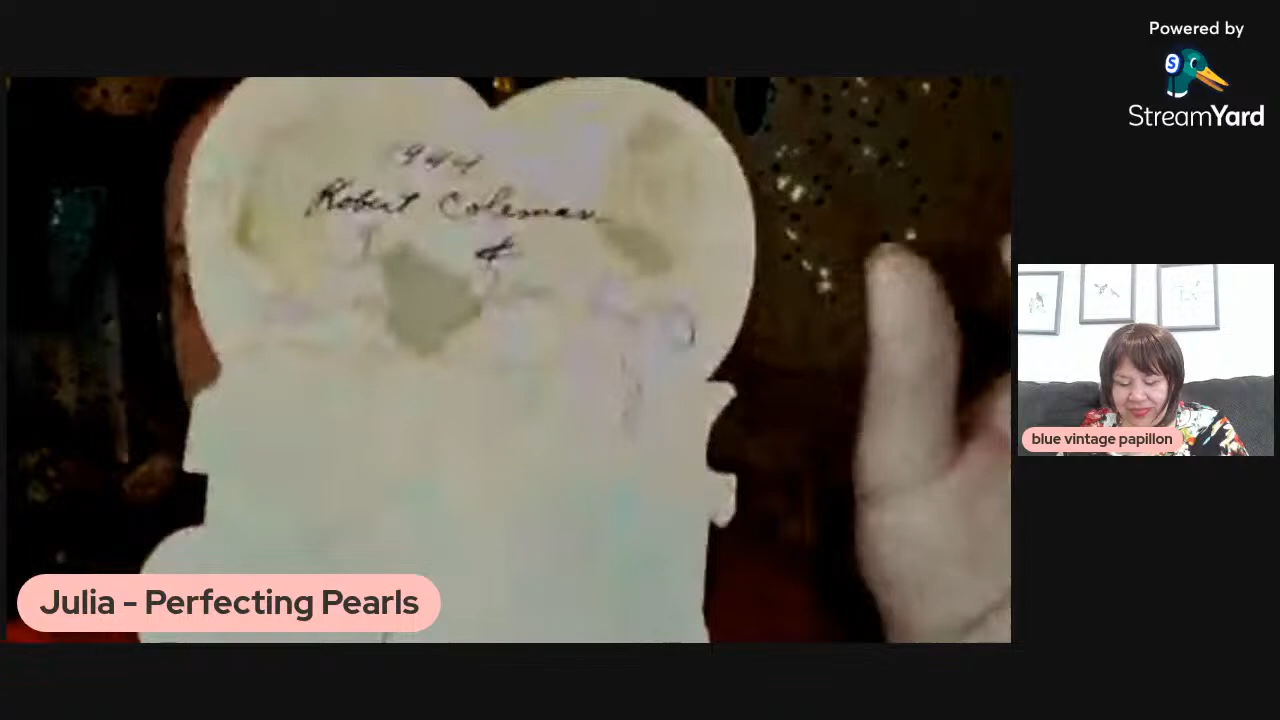 Powered by
StreamYard
944
Robert Coleman
blue vintage papillon
Julia - Perfecting Pearls